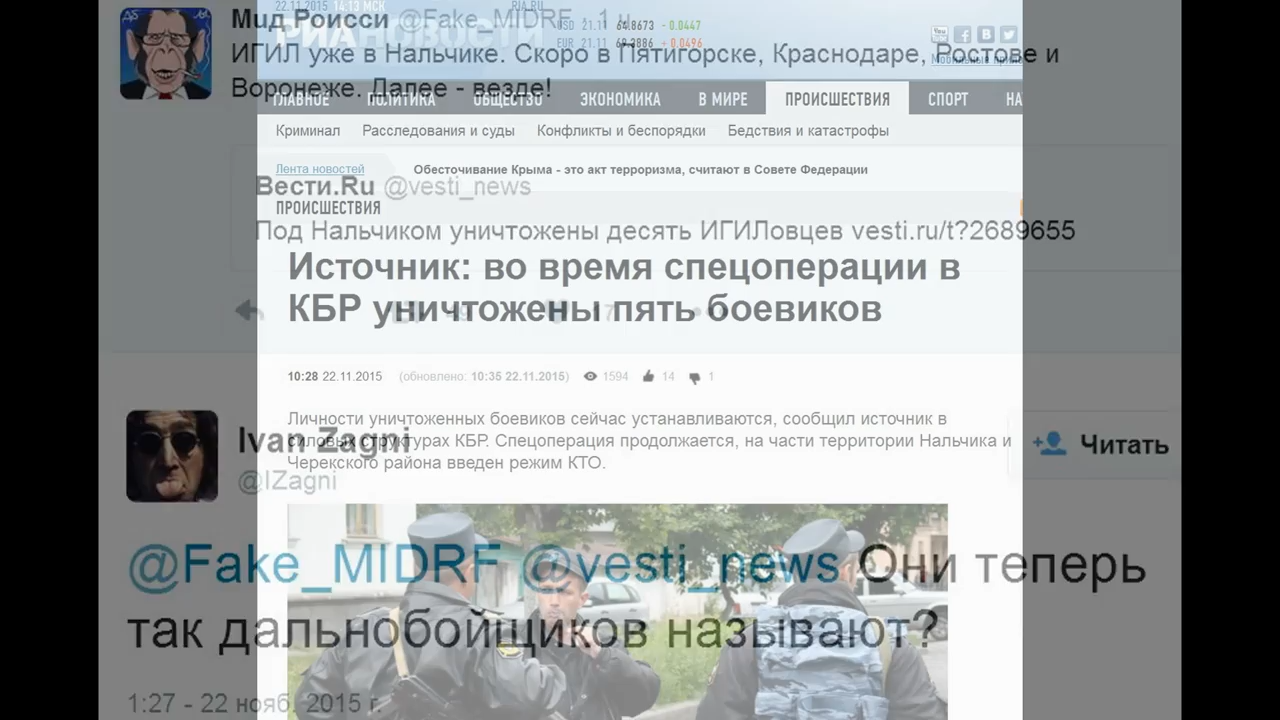 22.11.2015 14:13 МСК RIA.RU
Мид Роисси @Fake_MIDRF · 1 ч
РИАНОВОСТИ
USD 21.11 64.8673 - 0.0447
EUR 21.11 69.3886 + 0.0496
ИГИЛ уже в Нальчике. Скоро в Пятигорске, Краснодаре, Ростове и
Воронеже. Далее - везде!
ГЛАВНОЕ ПОЛИТИКА ОБЩЕСТВО ЭКОНОМИКА В МИРЕ ПРОИСШЕСТВИЯ СПОРТ НА
Криминал Расследования и суды Конфликты и беспорядки Бедствия и катастрофы
Лента новостей Обесточивание Крыма - это акт терроризма, считают в Совете Федерации
Вести.Ru @vesti_news
ПРОИСШЕСТВИЯ
Под Нальчиком уничтожены десять ИГИЛовцев vesti.ru/t?2689655
Источник: во время спецоперации в
КБР уничтожены пять боевиков
10:28 22.11.2015 (обновлено: 10:35 22.11.2015) 1594 14 1
Личности уничтоженных боевиков сейчас устанавливаются, сообщил источник в
силовых структурах КБР. Спецоперация продолжается, на части территории Нальчика и
Черекского района введен режим КТО.
Ivan Zagni
@IZagni
Читать
@Fake_MIDRF @vesti_news Они теперь
так дальнобойщиков называют?
1:27 - 22 нояб. 2015 г.